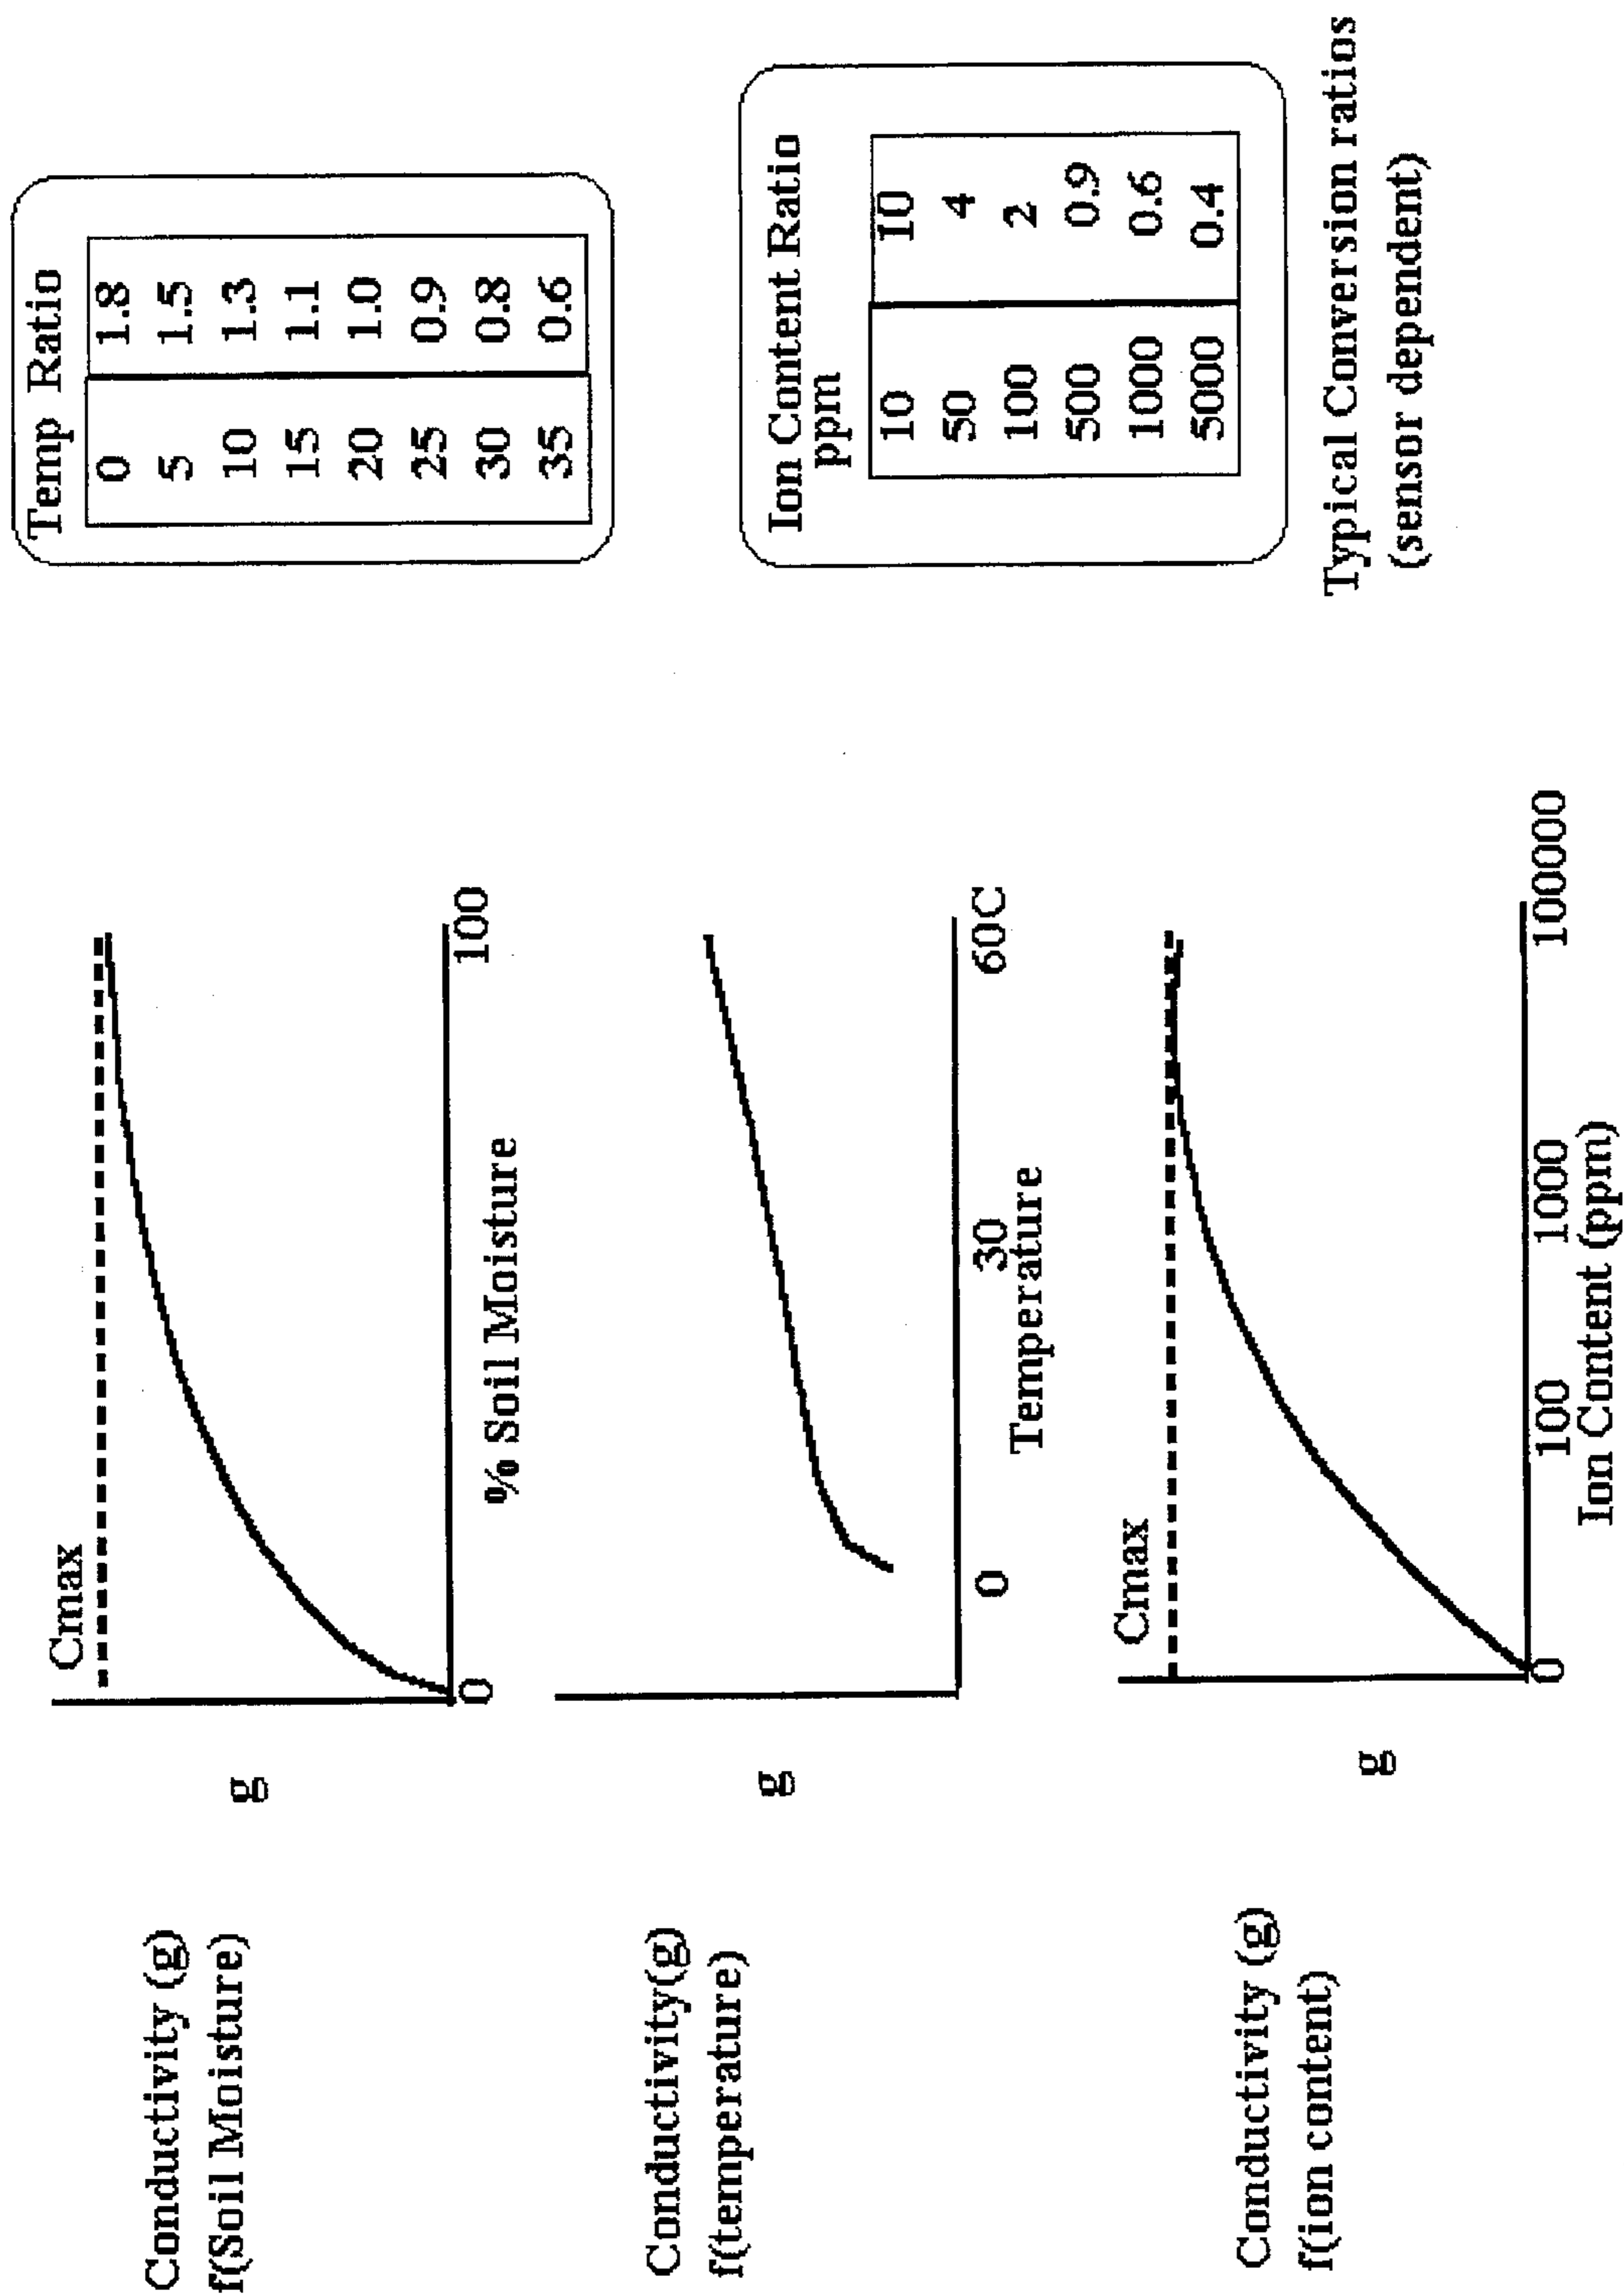 Conductivity (g)
f(Soil Moisture)
g
Cmax
0
100
% Soil Moisture
Temp Ratio
0 1.8
5 1.5
10 1.3
15 1.1
20 1.0
25 0.9
30 0.8
35 0.6
Conductivity(g)
f(temperature)
g
0
30
60C
Temperature
Ion Content Ratio
ppm
10 10
50 4
100 2
500 0.9
1000 0.6
5000 0.4
Conductivity (g)
f(ion content)
g
Cmax
0
100
1000
100000
Ion Content (ppm)
Typical Conversion ratios
(sensor dependent)